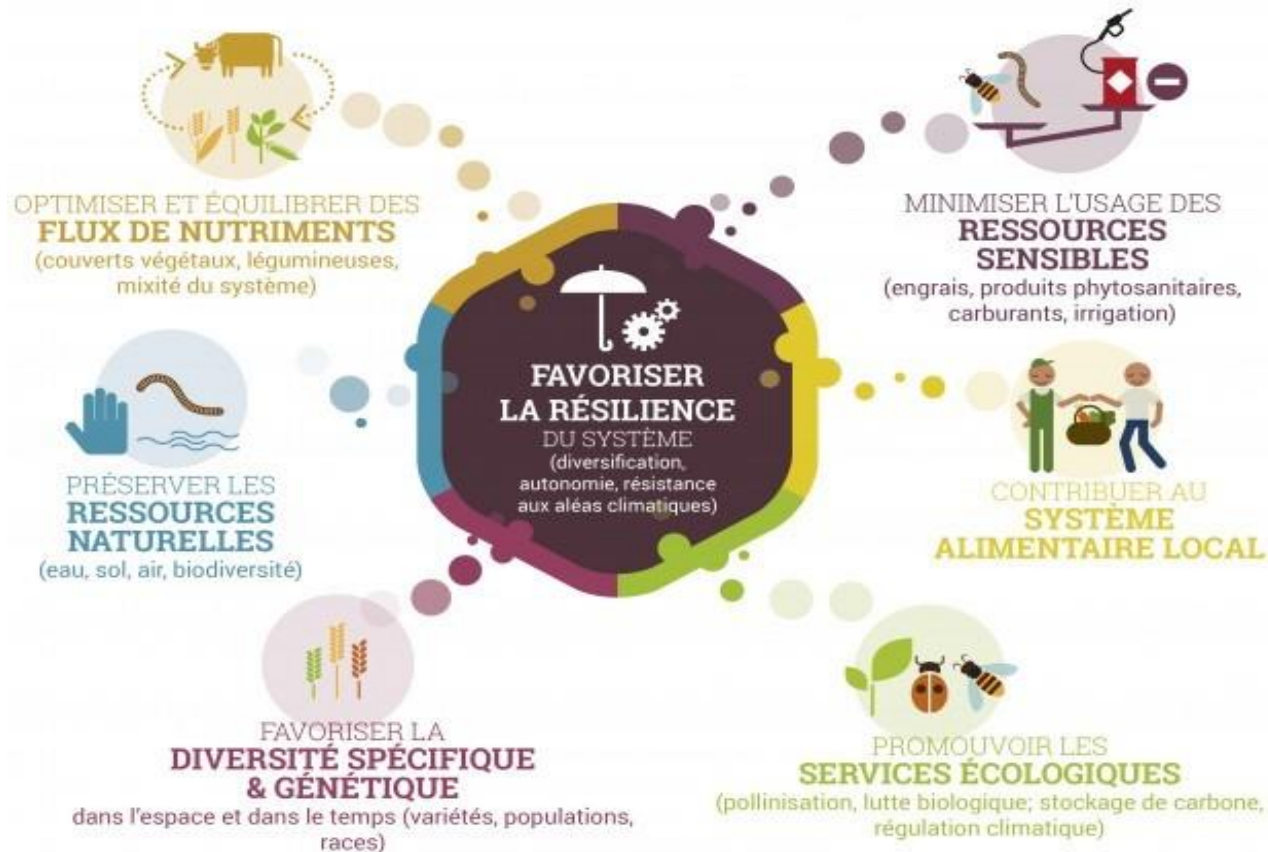 OPTIMISER ET ÉQUILIBRER DES
FLUX DE NUTRIMENTS
(couverts végétaux, légumineuses,
mixité du système)
MINIMISER L'USAGE DES
RESSOURCES
SENSIBLES
(engrais, produits phytosanitaires,
carburants, irrigation)
FAVORISER
LA RÉSILIENCE
DU SYSTÈME
(diversification,
autonomie, résistance
aux aléas climatiques)
PRÉSERVER LES
RESSOURCES
NATURELLES
(eau, sol, air, biodiversité)
CONTRIBUER AU
SYSTÈME
ALIMENTAIRE LOCAL
FAVORISER LA
DIVERSITÉ SPÉCIFIQUE
& GÉNÉTIQUE
dans l'espace et dans le temps (variétés, populations,
races)
PROMOUVOIR LES
SERVICES ÉCOLOGIQUES
(pollinisation, lutte biologique; stockage de carbone,
régulation climatique)